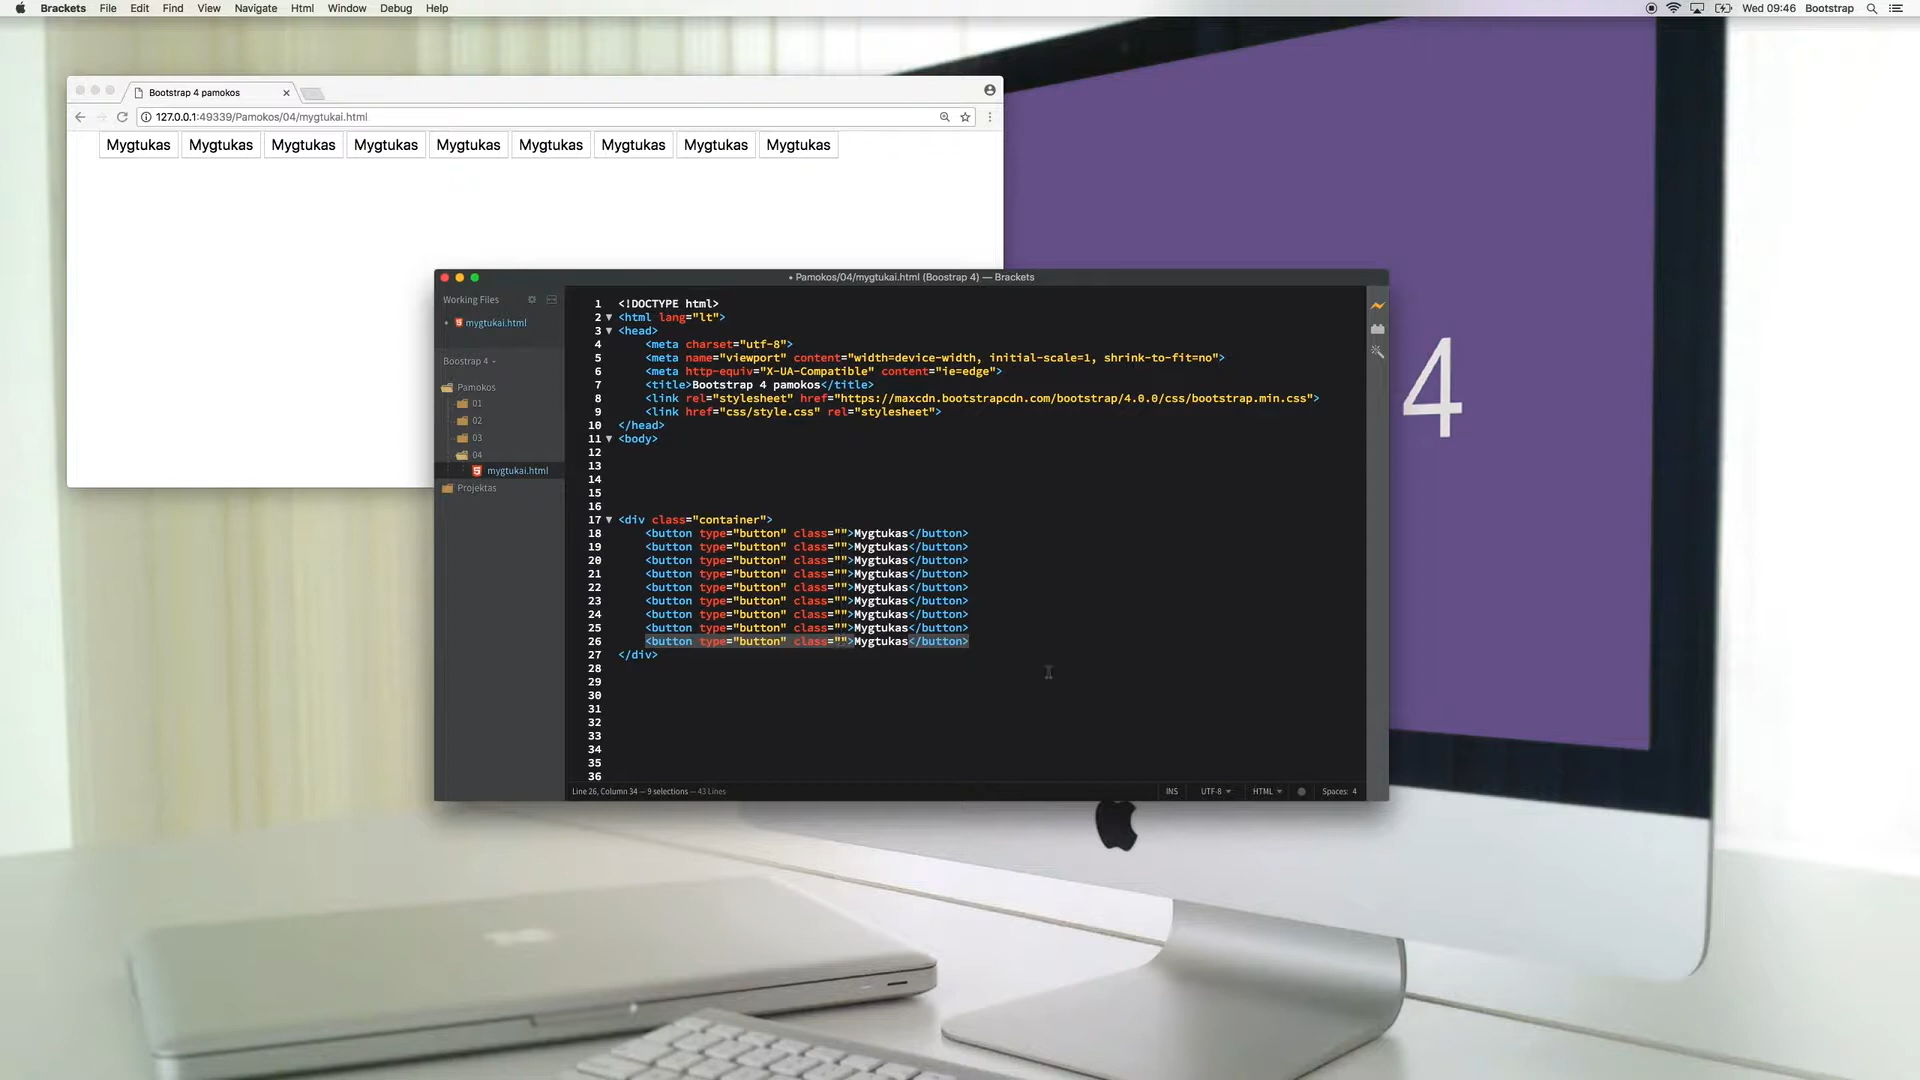 Brackets File Edit Find View Navigate Html Window Debug Help Wed 09:46 Bootstrap
Bootstrap 4 pamokos
127.0.0.1:49339/Pamokos/04/mygtukai.html
Mygtukas Mygtukas Mygtukas Mygtukas Mygtukas Mygtukas Mygtukas Mygtukas Mygtukas
4
• Pamokos/04/mygtukai.html (Boostrap 4) — Brackets
Working Files
mygtukai.html
Boostrap 4
Pamokos
01
02
03
04
mygtukai.html
Projektas
1 <!DOCTYPE html>
2 <html lang="lt">
3 <head>
4 <meta charset="utf-8">
5 <meta name="viewport" content="width=device-width, initial-scale=1, shrink-to-fit=no">
6 <meta http-equiv="X-UA-Compatible" content="ie=edge">
7 <title>Bootstrap 4 pamokos</title>
8 <link rel="stylesheet" href="https://maxcdn.bootstrapcdn.com/bootstrap/4.0.0/css/bootstrap.min.css">
9 <link href="css/style.css" rel="stylesheet">
10 </head>
11 <body>
12
13
14
15
16
17 <div class="container">
18 <button type="button" class="">Mygtukas</button>
19 <button type="button" class="">Mygtukas</button>
20 <button type="button" class="">Mygtukas</button>
21 <button type="button" class="">Mygtukas</button>
22 <button type="button" class="">Mygtukas</button>
23 <button type="button" class="">Mygtukas</button>
24 <button type="button" class="">Mygtukas</button>
25 <button type="button" class="">Mygtukas</button>
26 <button type="button" class="">Mygtukas</button>
27 </div>
28
29
30
31
32
33
34
35
36
Line 26, Column 34 — 9 selections — 43 Lines INS UTF-8 HTML Spaces: 4